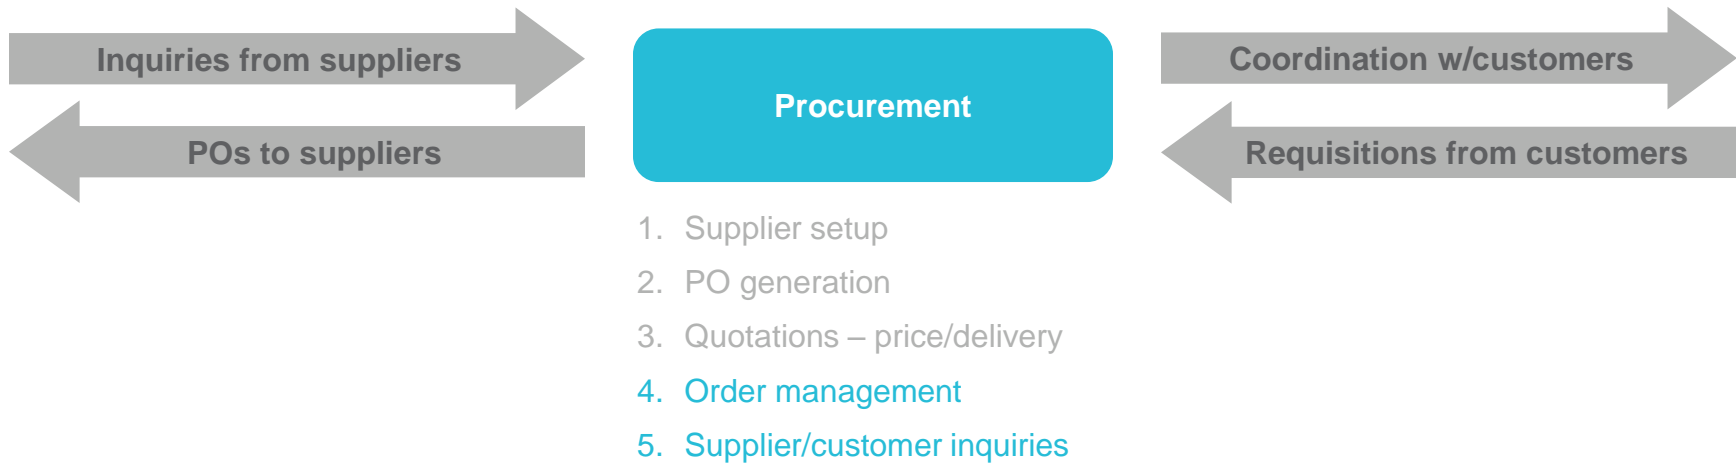 Inquiries from suppliers
POs to suppliers
Procurement
Coordination w/customers
Requisitions from customers
1. Supplier setup
2. PO generation
3. Quotations – price/delivery
4. Order management
5. Supplier/customer inquiries